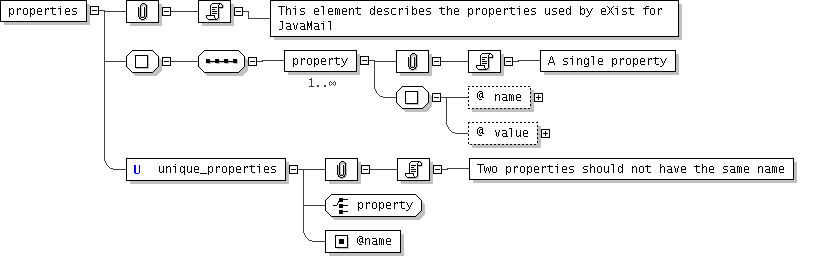 properties
This element describes the properties used by eXist for
JavaMail
property
1..∞
A single property
@ name
@ value
U unique_properties
Two properties should not have the same name
property
@name